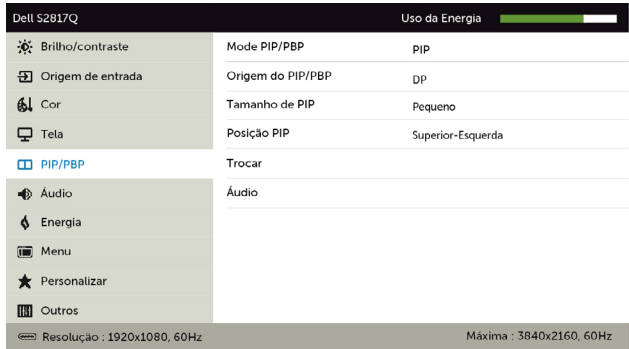 Dell S2817Q Uso da Energia
Brilho/contraste Mode PIP/PBP PIP
Origem de entrada Origem do PIP/PBP DP
Cor Tamanho de PIP Pequeno
Tela Posição PIP Superior-Esquerda
PIP/PBP Trocar
Áudio Áudio
Energia
Menu
Personalizar
Outros
Resolução : 1920x1080, 60Hz Máxima : 3840x2160, 60Hz